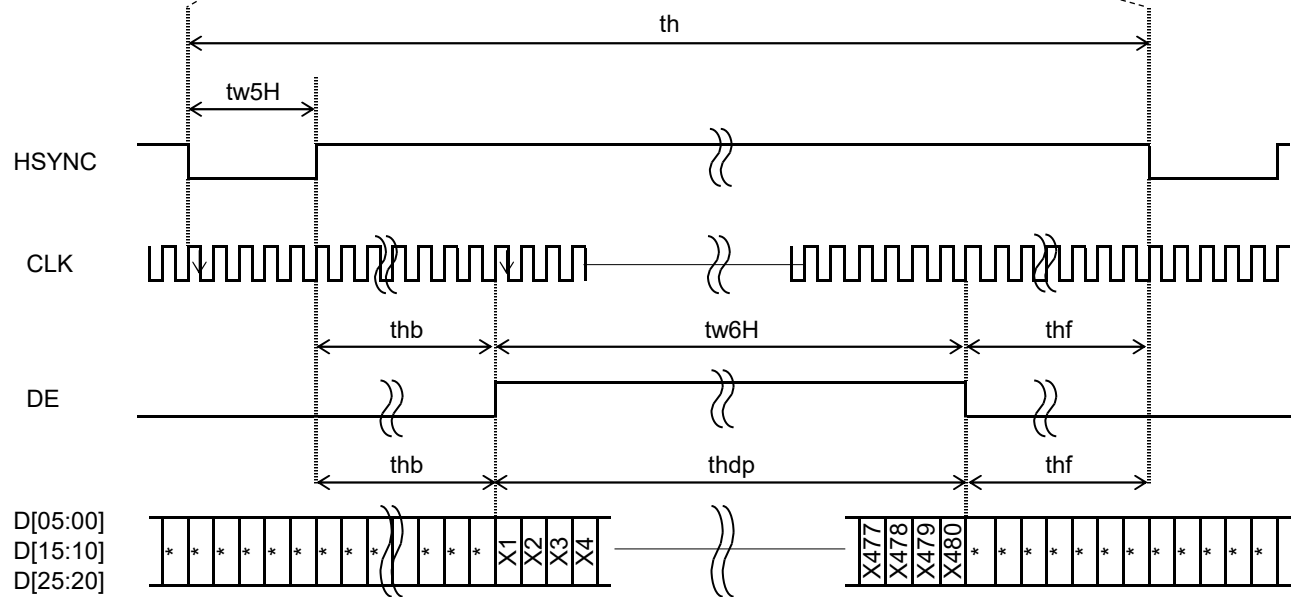 th
tw5H
HSYNC
CLK
thb tw6H thf
DE
thb thdp thf
D[05:00]
D[15:10] * * * * * * * * * * * * X1 X2 X3 X4 X477 X478 X479 X480 * * * * * * * * * * * *
D[25:20]